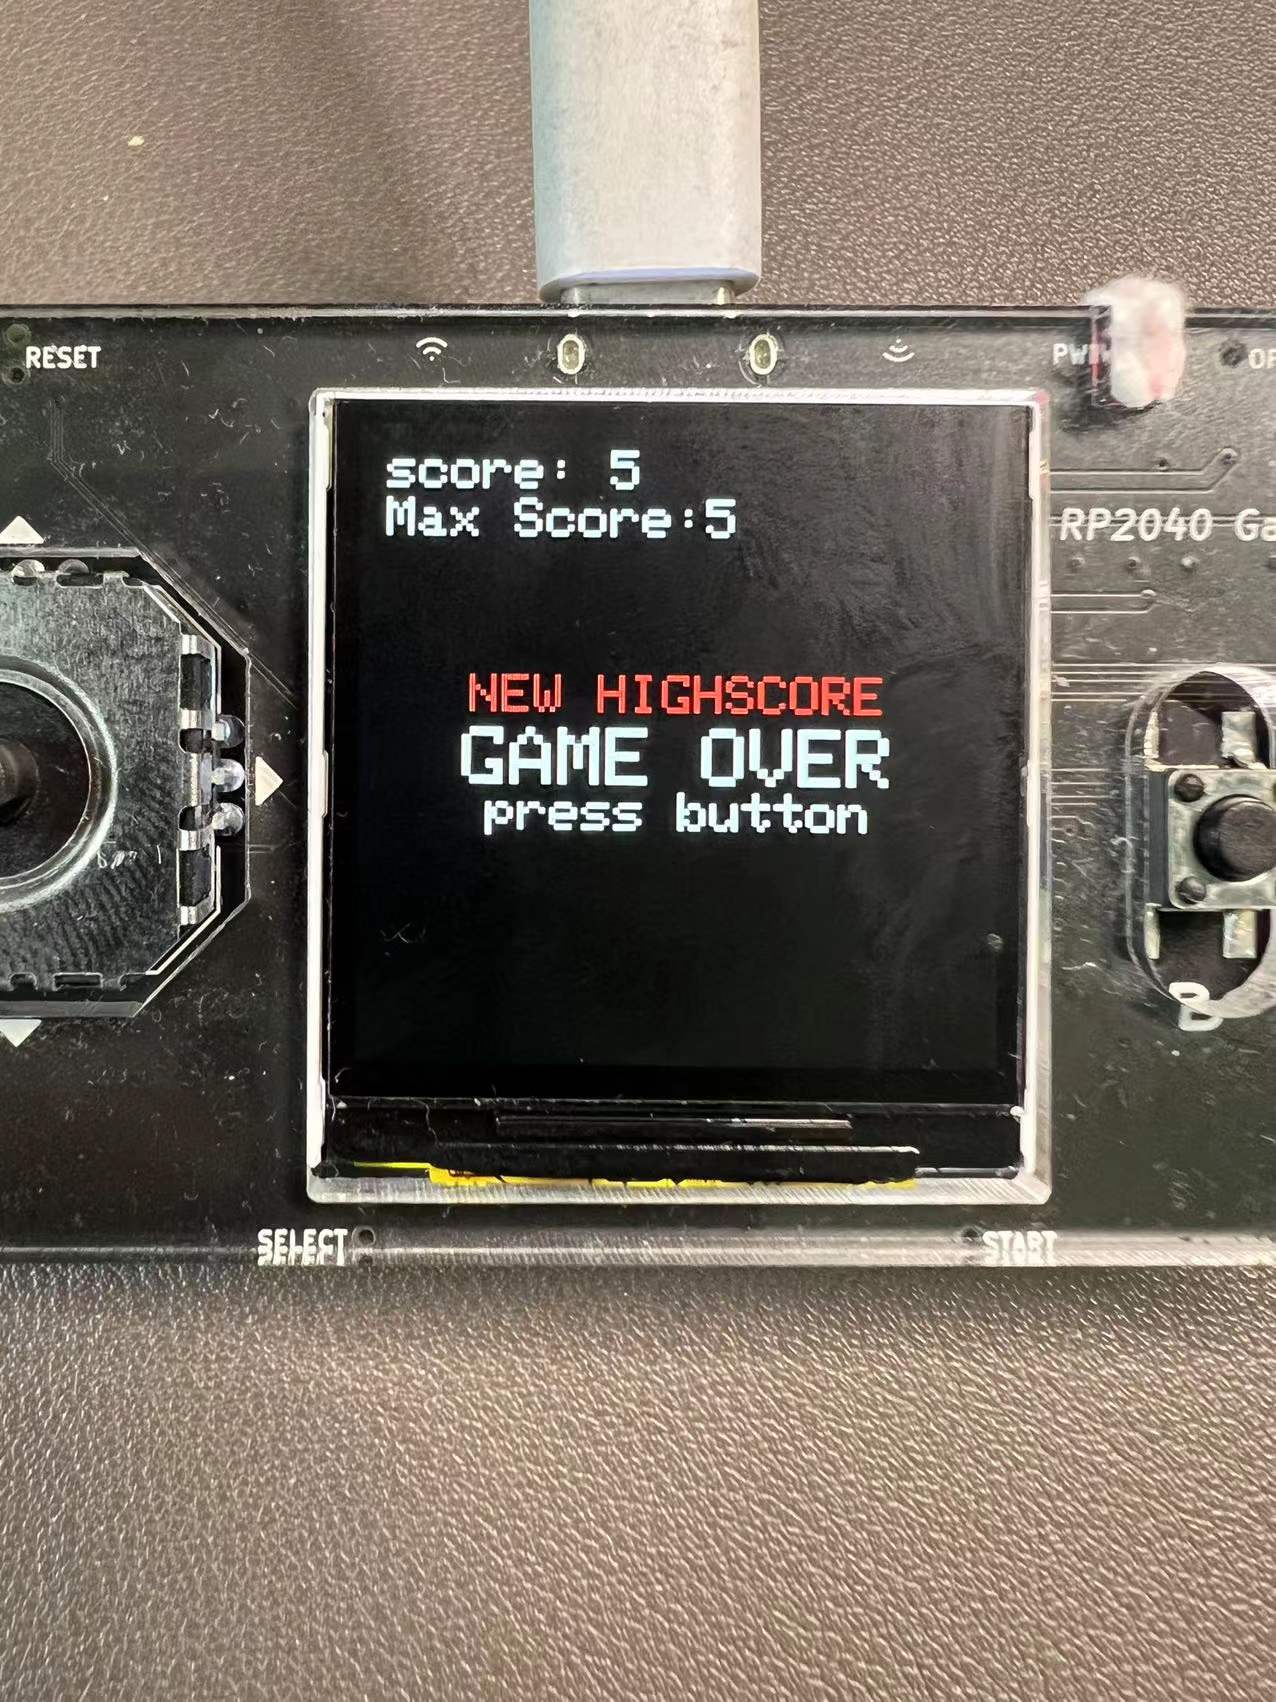 RESET
score: 5
Max Score:5
RP2040
NEW HIGHSCORE
GAME OVER
press button
B
SELECT
START